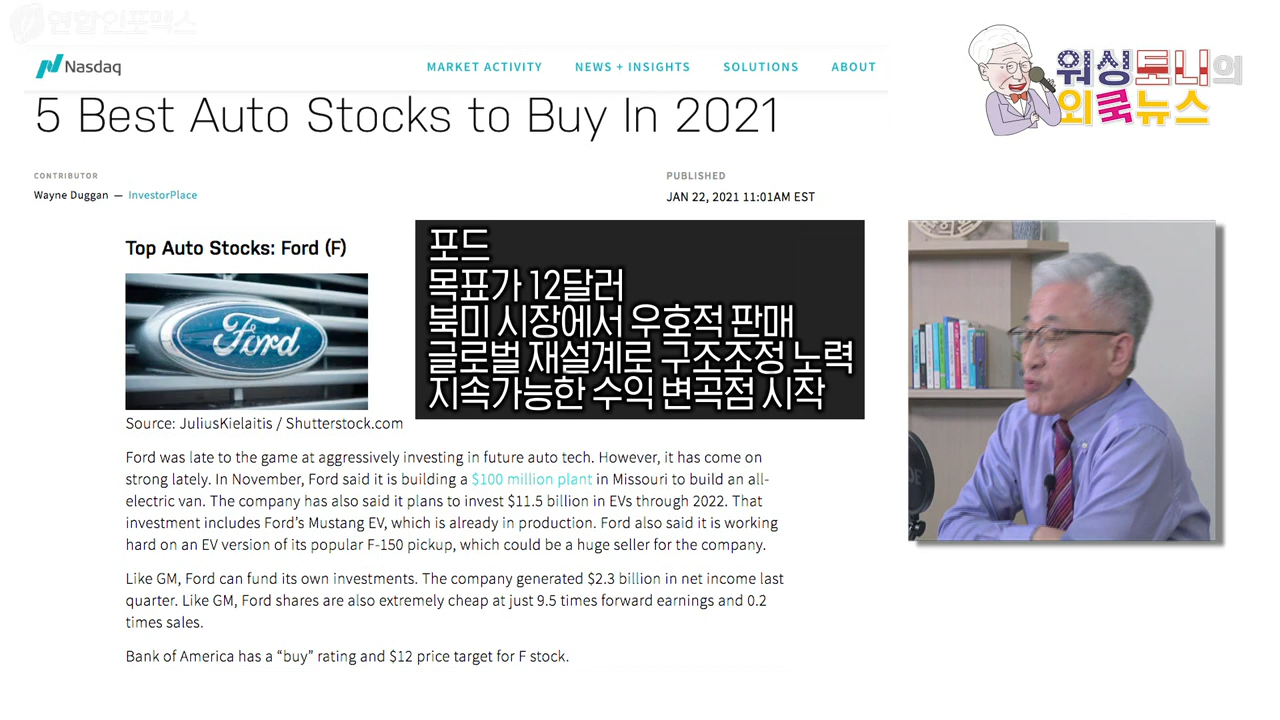 연합인포맥스
Nasdaq
MARKET ACTIVITY
NEWS + INSIGHTS
SOLUTIONS
ABOUT
워싱토니의
외쿡뉴스
5 Best Auto Stocks to Buy In 2021
CONTRIBUTOR
Wayne Duggan — InvestorPlace
PUBLISHED
JAN 22, 2021 11:01AM EST
Top Auto Stocks: Ford (F)
Ford
포드
목표가 12달러
북미 시장에서 우호적 판매
글로벌 재설계로 구조조정 노력
지속가능한 수익 변곡점 시작
Source: JuliusKielaitis / Shutterstock.com
Ford was late to the game at aggressively investing in future auto tech. However, it has come on
strong lately. In November, Ford said it is building a $100 million plant in Missouri to build an all-
electric van. The company has also said it plans to invest $11.5 billion in EVs through 2022. That
investment includes Ford’s Mustang EV, which is already in production. Ford also said it is working
hard on an EV version of its popular F-150 pickup, which could be a huge seller for the company.
Like GM, Ford can fund its own investments. The company generated $2.3 billion in net income last
quarter. Like GM, Ford shares are also extremely cheap at just 9.5 times forward earnings and 0.2
times sales.
Bank of America has a “buy” rating and $12 price target for F stock.